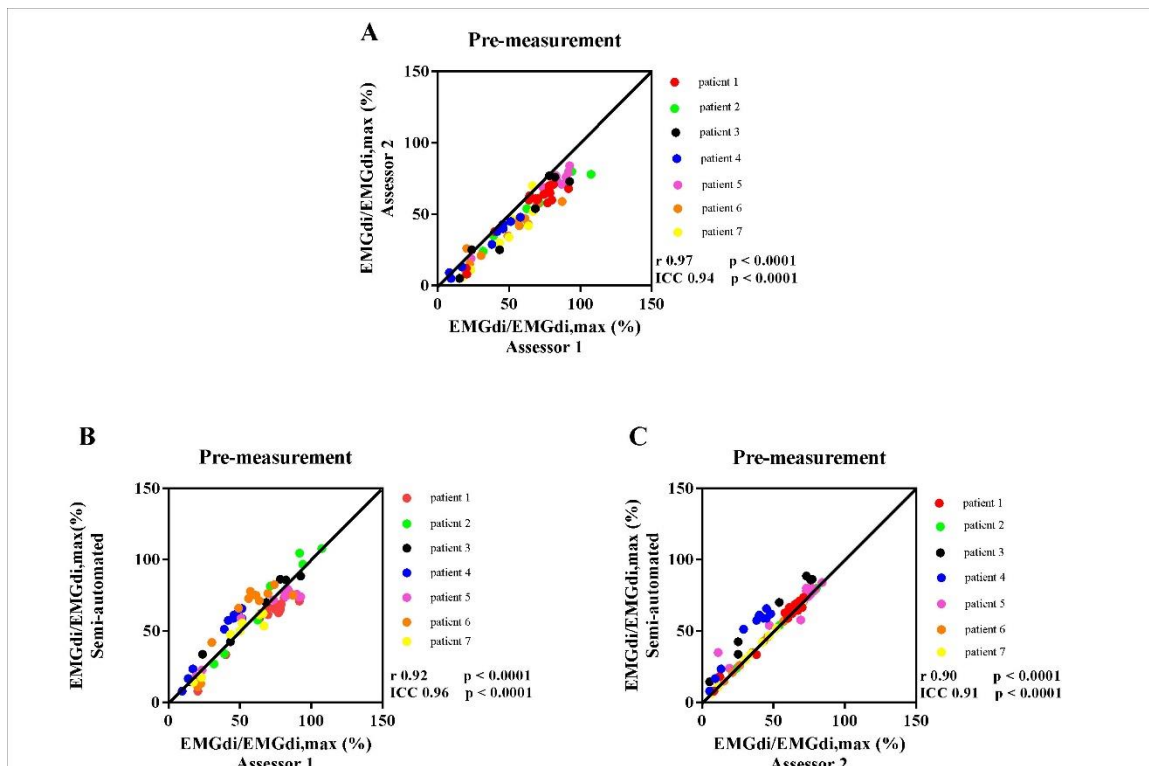 A
Pre-measurement
EMGdi/EMGdi,max (%)
Assessor 2
150
100
50
0
0 50 100 150
EMGdi/EMGdi,max (%)
Assessor 1
patient 1
patient 2
patient 3
patient 4
patient 5
patient 6
patient 7
r 0.97 p < 0.0001
ICC 0.94 p < 0.0001
B
Pre-measurement
EMGdi/EMGdi,max(%)
Semi-automated
150
100
50
0
0 50 100 150
EMGdi/EMGdi,max (%)
Assessor 1
patient 1
patient 2
patient 3
patient 4
patient 5
patient 6
patient 7
r 0.92 p < 0.0001
ICC 0.96 p < 0.0001
C
Pre-measurement
EMGdi/EMGdi,max (%)
Semi-automated
150
100
50
0
0 50 100 150
EMGdi/EMGdi,max (%)
Assessor 2
patient 1
patient 2
patient 3
patient 4
patient 5
patient 6
patient 7
r 0.90 p < 0.0001
ICC 0.91 p < 0.0001